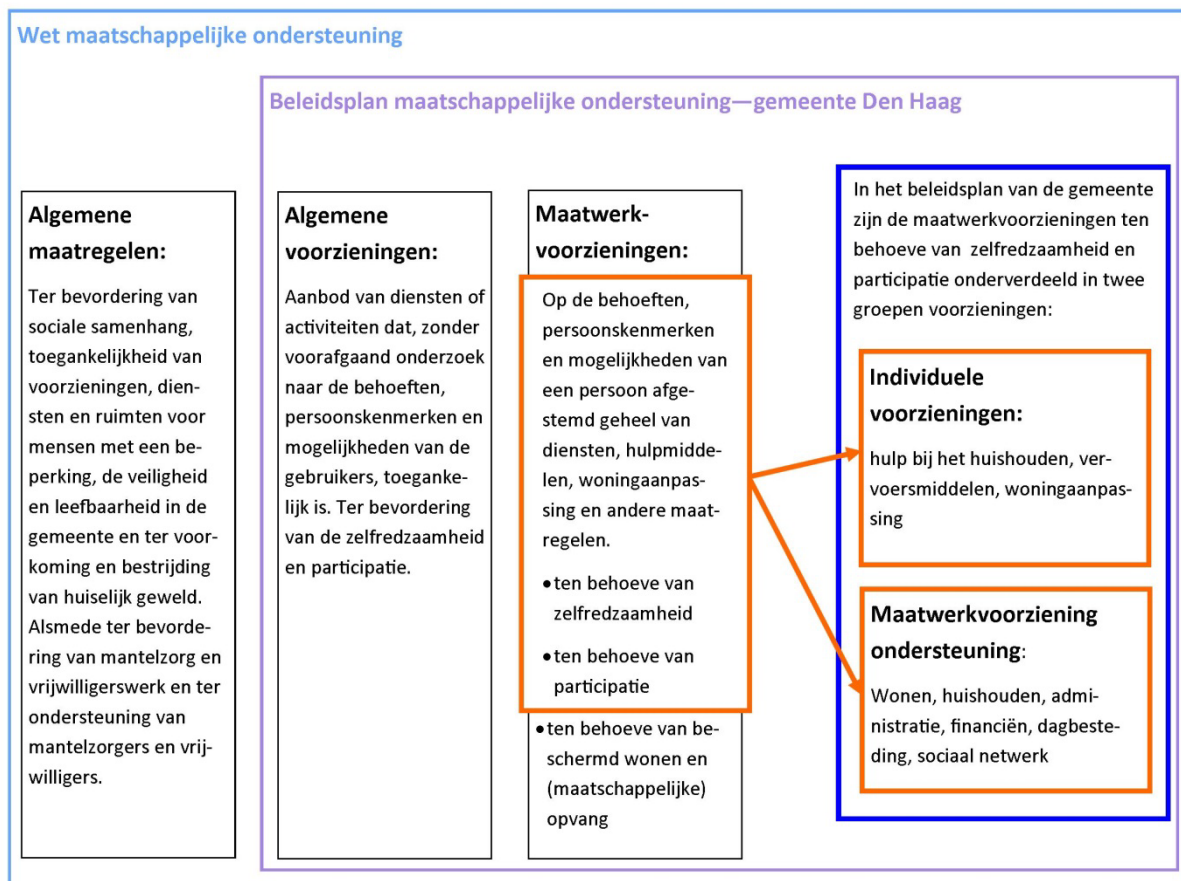 Wet maatschappelijke ondersteuning
Beleidsplan maatschappelijke ondersteuning—gemeente Den Haag
Algemene
maatregelen:
Ter bevordering van
sociale samenhang,
toegankelijkheid van
voorzieningen, dien-
sten en ruimten voor
mensen met een be-
perking, de veiligheid
en leefbaarheid in de
gemeente en ter voor-
koming en bestrijding
van huiselijk geweld.
Alsmede ter bevorde-
ring van mantelzorg en
vrijwilligerswerk en ter
ondersteuning van
mantelzorgers en vrij-
willigers.
Algemene
voorzieningen:
Aanbod van diensten of
activiteiten dat, zonder
voorafgaand onderzoek
naar de behoeften,
persoonskenmerken en
mogelijkheden van de
gebruikers, toeganke-
lijk is. Ter bevordering
van de zelfredzaamheid
en participatie.
Maatwerk-
voorzieningen:
Op de behoeften,
persoonskenmerken
en mogelijkheden van
een persoon afge-
stemd geheel van
diensten, hulpmidde-
len, woningaanpas-
sing en andere maat-
regelen.
•ten behoeve van
zelfredzaamheid
•ten behoeve van
participatie
•ten behoeve van be-
schermd wonen en
(maatschappelijke)
opvang
In het beleidsplan van de gemeente
zijn de maatwerkvoorzieningen ten
behoeve van zelfredzaamheid en
participatie onderverdeeld in twee
groepen voorzieningen:
Individuele
voorzieningen:
hulp bij het huishouden, ver-
voersmiddelen, woningaanpas-
sing
Maatwerkvoorziening
ondersteuning:
Wonen, huishouden, admi-
nistratie, financiën, dagbeste-
ding, sociaal netwerk